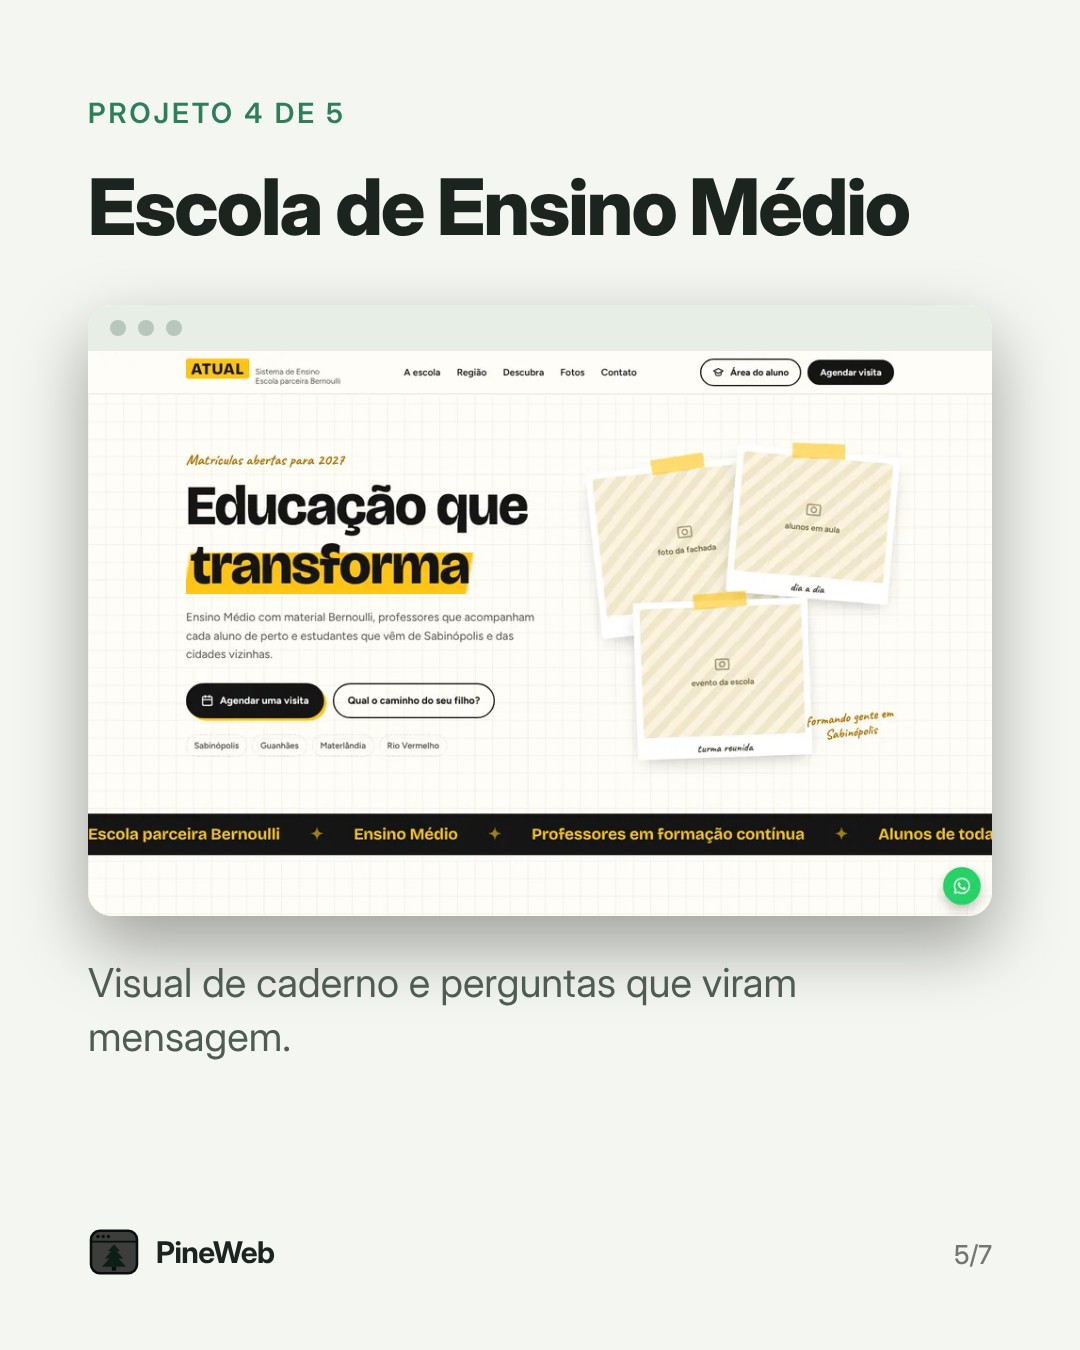 PROJETO 4 DE 5
Escola de Ensino Médio
ATUAL
Sistema de Ensino
Escola parceira Bernoulli
A escola
Região
Descubra
Fotos
Contato
Área do aluno
Agendar visita
Matrículas abertas para 2027
Educação que
transforma
Ensino Médio com material Bernoulli, professores que acompanham
cada aluno de perto e estudantes que vêm de Sabinópolis e das
cidades vizinhas.
Agendar uma visita
Qual o caminho do seu filho?
Sabinópolis
Guanhães
Materlândia
Rio Vermelho
foto da fachada
alunos em aula
dia a dia
evento da escola
turma reunida
formando gente em
Sabinópolis
Escola parceira Bernoulli
Ensino Médio
Professores em formação contínua
Alunos de toda
Visual de caderno e perguntas que viram
mensagem.
PineWeb
5/7